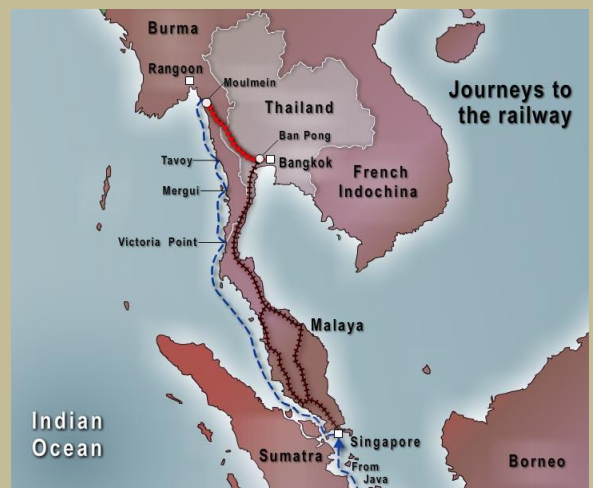 Burma
Rangoon
Moulmein
Journeys to
the railway
Thailand
Ban Pong
Bangkok
Tavoy
French
Indochina
Mergui
Victoria Point
Malaya
Indian
Ocean
Singapore
Sumatra
From
Java
Borneo